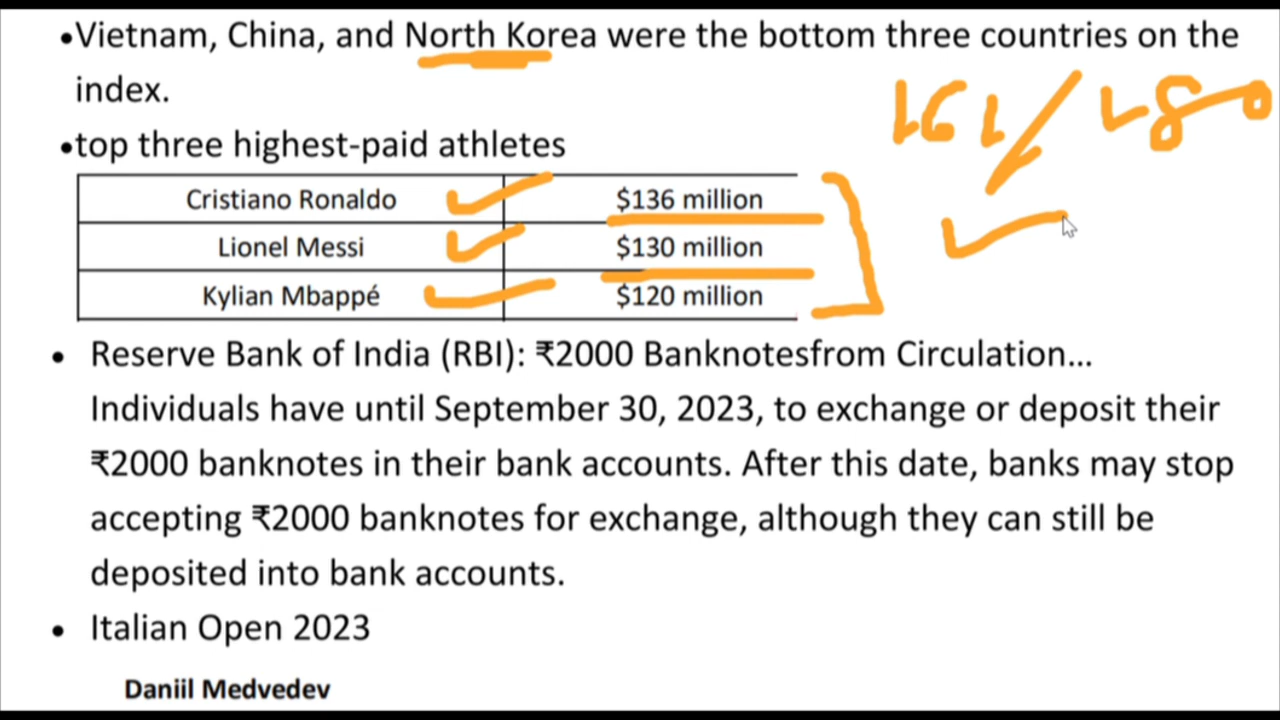 •Vietnam, China, and North Korea were the bottom three countries on the
index.
161/180
•top three highest-paid athletes
Cristiano Ronaldo $136 million
Lionel Messi $130 million
Kylian Mbappé $120 million
• Reserve Bank of India (RBI): ₹2000 Banknotesfrom Circulation...
Individuals have until September 30, 2023, to exchange or deposit their
₹2000 banknotes in their bank accounts. After this date, banks may stop
accepting ₹2000 banknotes for exchange, although they can still be
deposited into bank accounts.
• Italian Open 2023
Daniil Medvedev